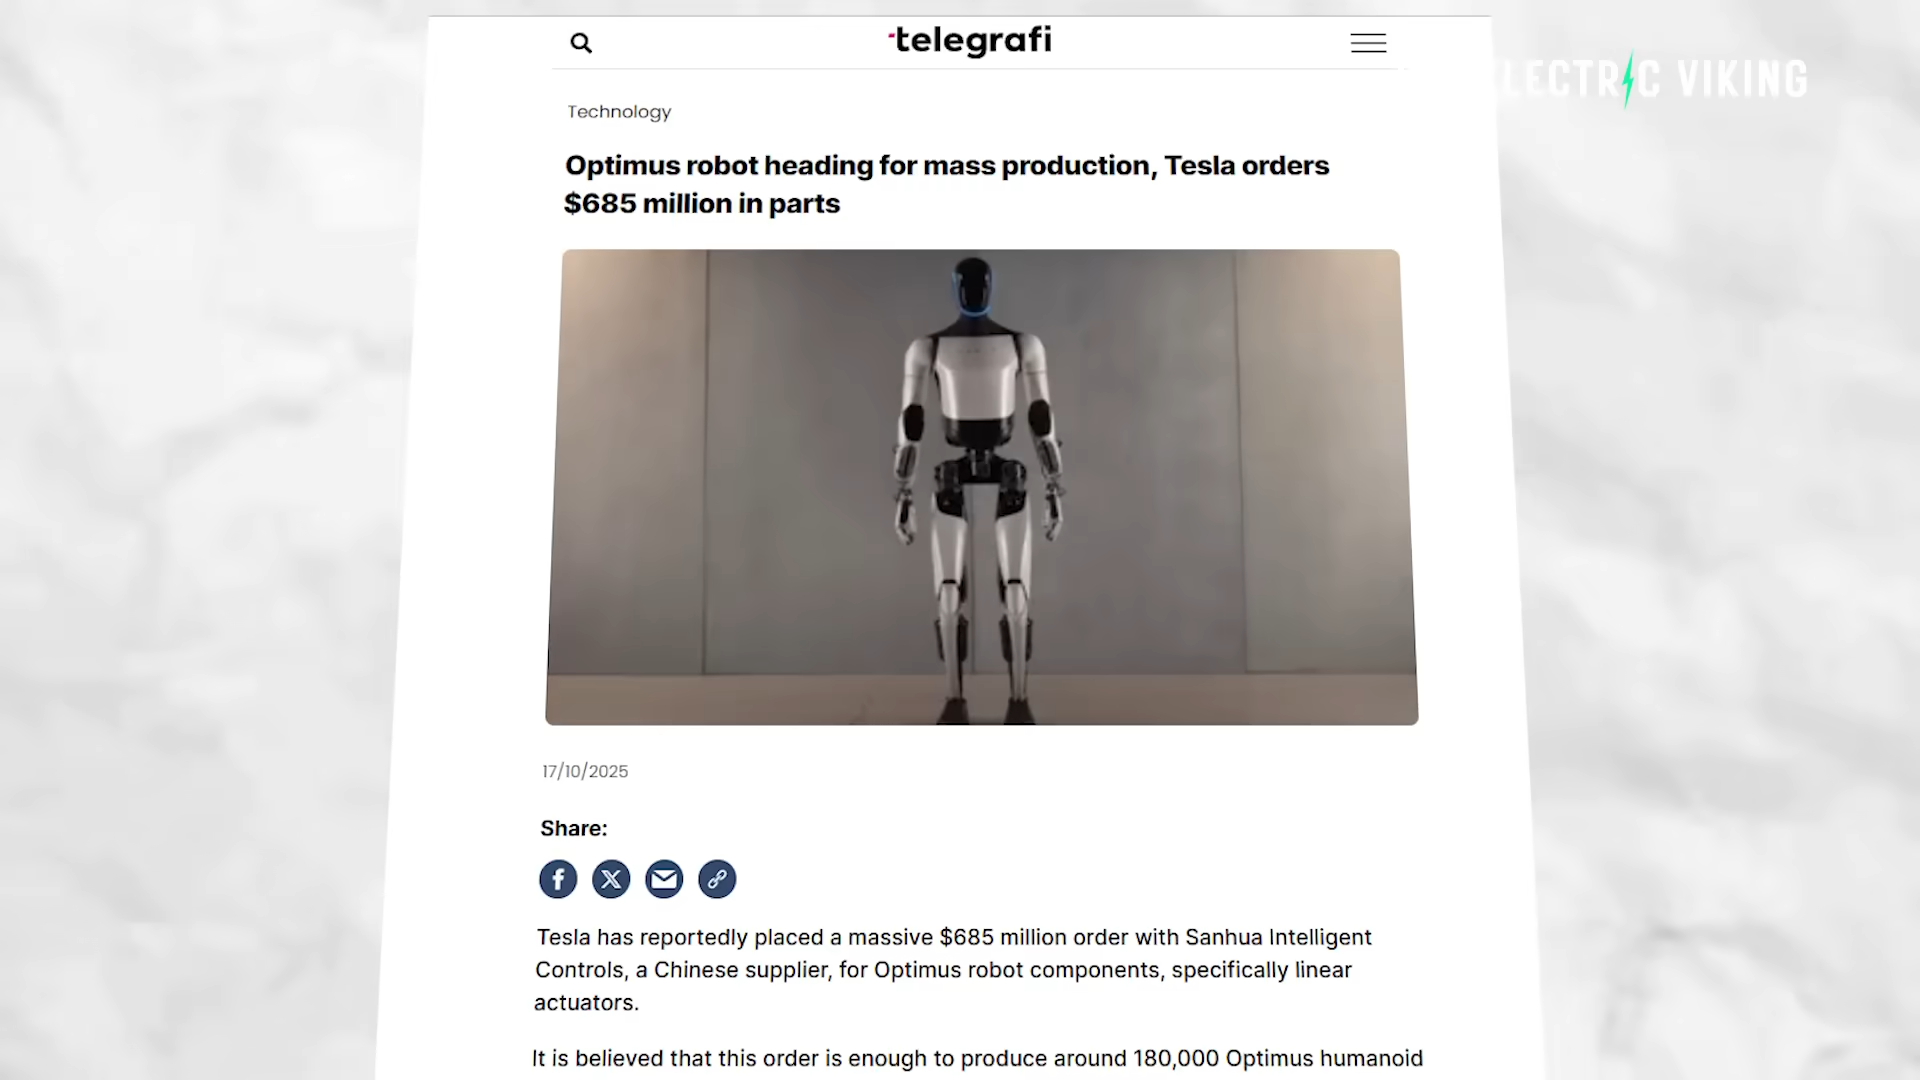 telegrafi
LECTRIC VIKING
Technology
Optimus robot heading for mass production, Tesla orders
$685 million in parts
17/10/2025
Share:
Tesla has reportedly placed a massive $685 million order with Sanhua Intelligent
Controls, a Chinese supplier, for Optimus robot components, specifically linear
actuators.
It is believed that this order is enough to produce around 180,000 Optimus humanoid